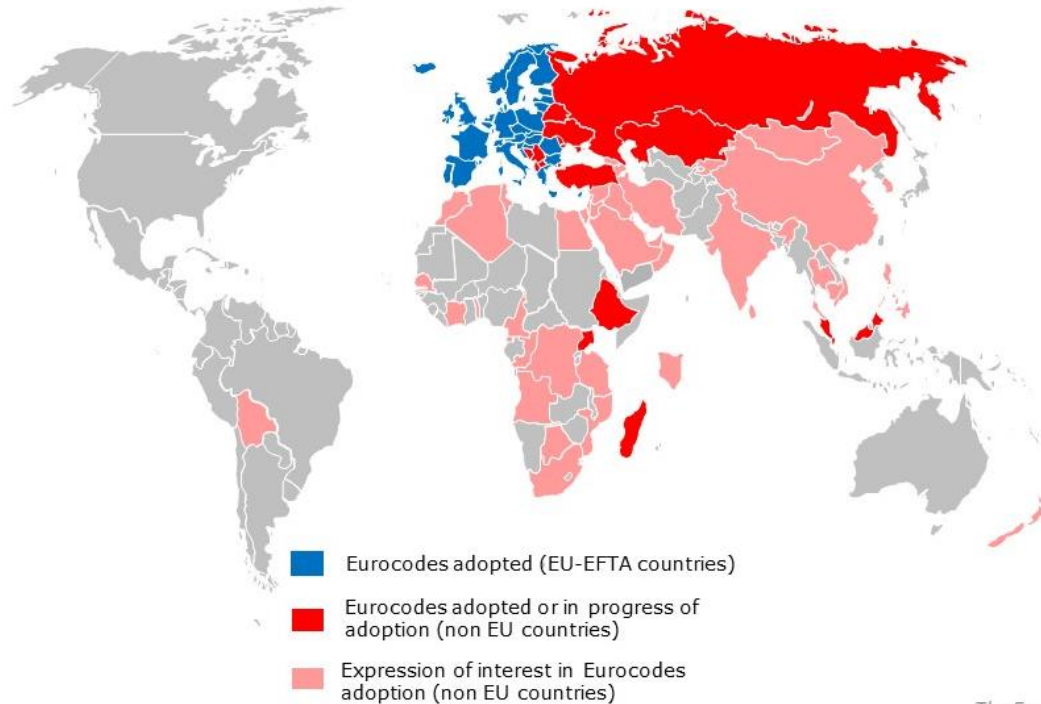 Eurocodes adopted (EU-EFTA countries)
Eurocodes adopted or in progress of
adoption (non EU countries)
Expression of interest in Eurocodes
adoption (non EU countries)